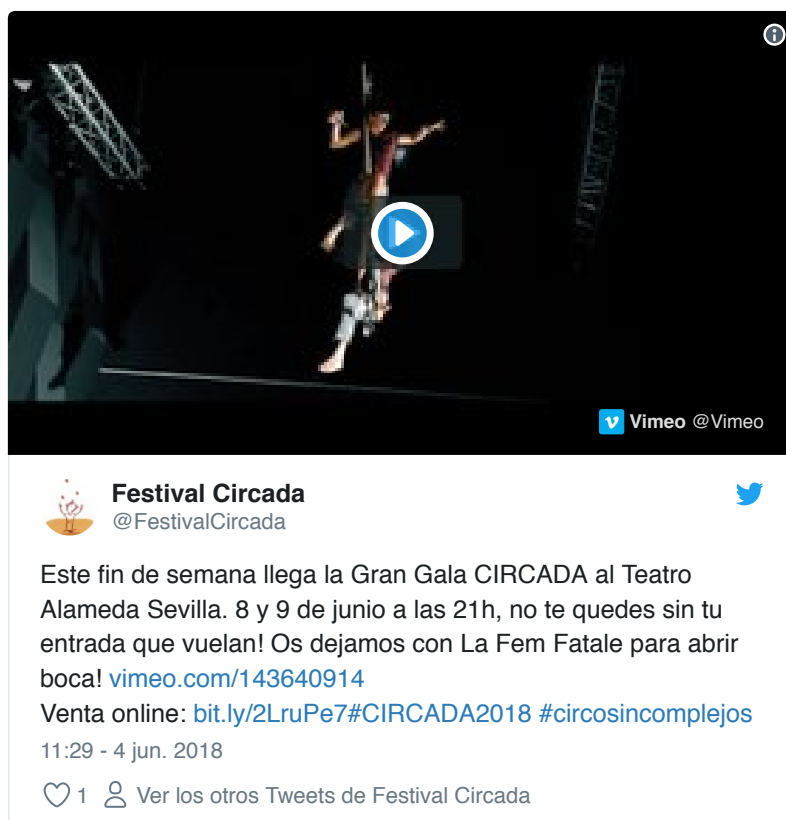 Vimeo @Vimeo
Festival Circada
@FestivalCircada
Este fin de semana llega la Gran Gala CIRCADA al Teatro
Alameda Sevilla. 8 y 9 de junio a las 21h, no te quedes sin tu
entrada que vuelan! Os dejamos con La Fem Fatale para abrir
boca! vimeo.com/143640914
Venta online: bit.ly/2LruPe7#CIRCADA2018 #circosincomplejos
11:29 - 4 jun. 2018
1 Ver los otros Tweets de Festival Circada